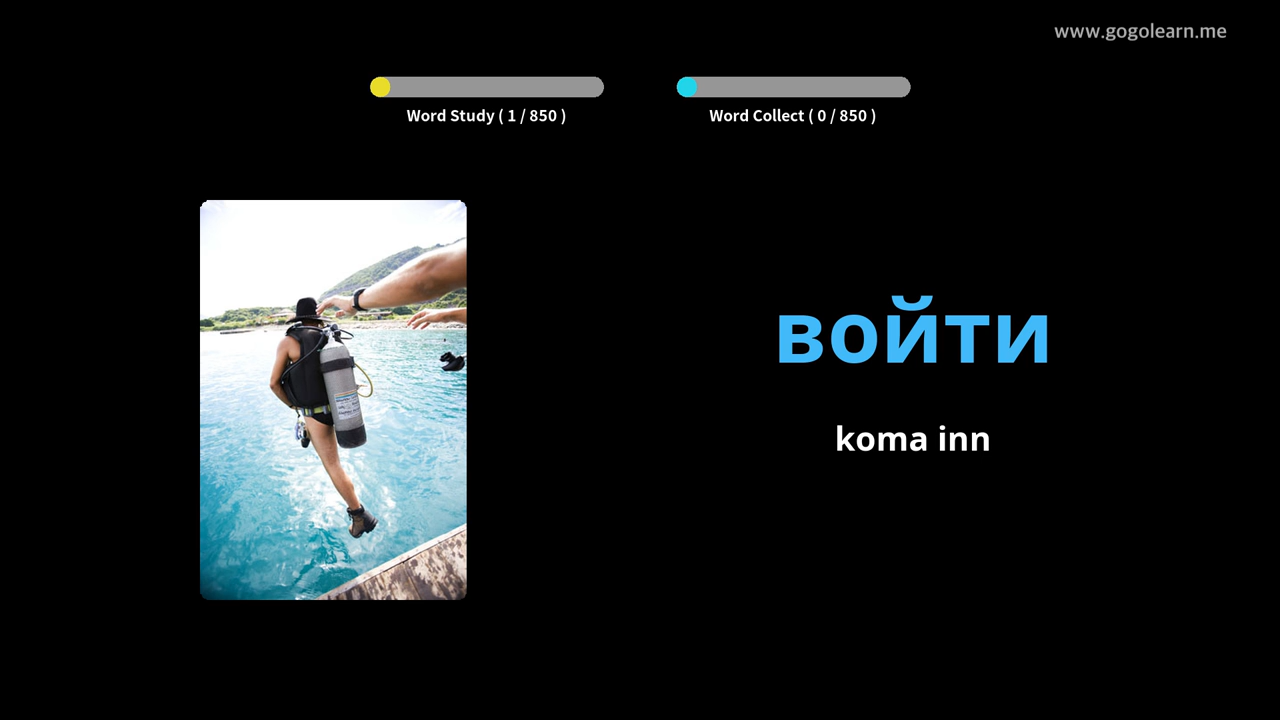 www.gogolearn.me
Word Study ( 1 / 850 )
Word Collect ( 0 / 850 )
войти
koma inn